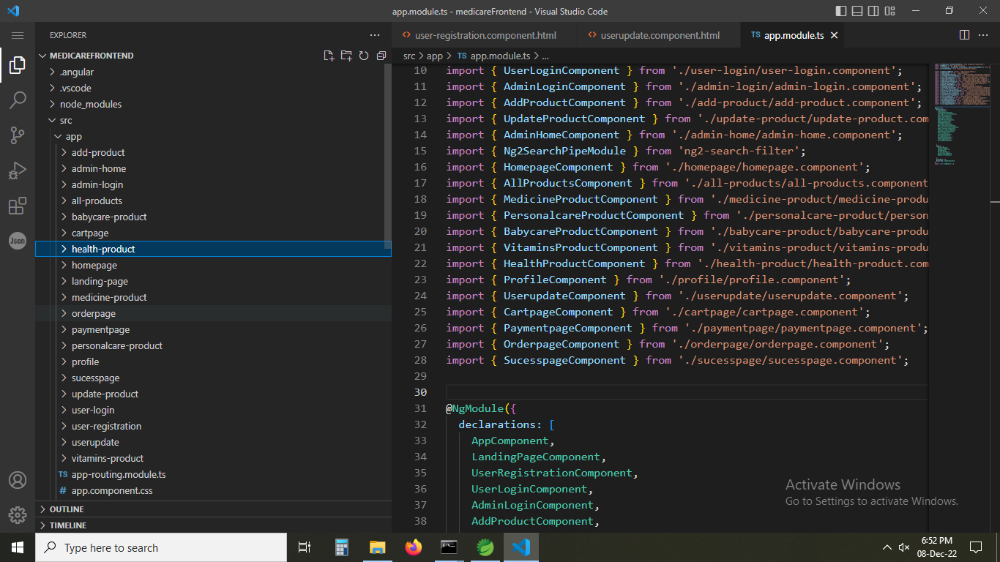 app.module.ts - medicareFrontend - Visual Studio Code
EXPLORER
MEDICAREFRONTEND
.angular
.vscode
node_modules
src
app
add-product
admin-home
admin-login
all-products
babycare-product
cartpage
health-product
homepage
landing-page
medicine-product
orderpage
paymentpage
personalcare-product
profile
sucesspage
update-product
user-login
user-registration
userupdate
vitamins-product
TS app-routing.module.ts
# app.component.css
OUTLINE
TIMELINE
Json
<> user-registration.component.html
<> userupdate.component.html
TS app.module.ts
src > app > TS app.module.ts > ...
10 import { UserLoginComponent } from './user-login/user-login.component';
11 import { AdminLoginComponent } from './admin-login/admin-login.component';
12 import { AddProductComponent } from './add-product/add-product.component';
13 import { UpdateProductComponent } from './update-product/update-product.com
14 import { AdminHomeComponent } from './admin-home/admin-home.component';
15 import { Ng2SearchPipeModule } from 'ng2-search-filter';
16 import { HomepageComponent } from './homepage/homepage.component';
17 import { AllProductsComponent } from './all-products/all-products.component
18 import { MedicineProductComponent } from './medicine-product/medicine-produ
19 import { PersonalcareProductComponent } from './personalcare-product/person
20 import { BabycareProductComponent } from './babycare-product/babycare-produ
21 import { VitaminsProductComponent } from './vitamins-product/vitamins-produ
22 import { HealthProductComponent } from './health-product/health-product.com
23 import { ProfileComponent } from './profile/profile.component';
24 import { UserupdateComponent } from './userupdate/userupdate.component';
25 import { CartpageComponent } from './cartpage/cartpage.component';
26 import { PaymentpageComponent } from './paymentpage/paymentpage.component';
27 import { OrderpageComponent } from './orderpage/orderpage.component';
28 import { SucesspageComponent } from './sucesspage/sucesspage.component';
29
30
31 @NgModule({
32 declarations: [
33 AppComponent,
34 LandingPageComponent,
35 UserRegistrationComponent,
36 UserLoginComponent,
37 AdminLoginComponent,
38 AddProductComponent,
Activate Windows
Go to Settings to activate Windows.
Type here to search
6:52 PM
08-Dec-22